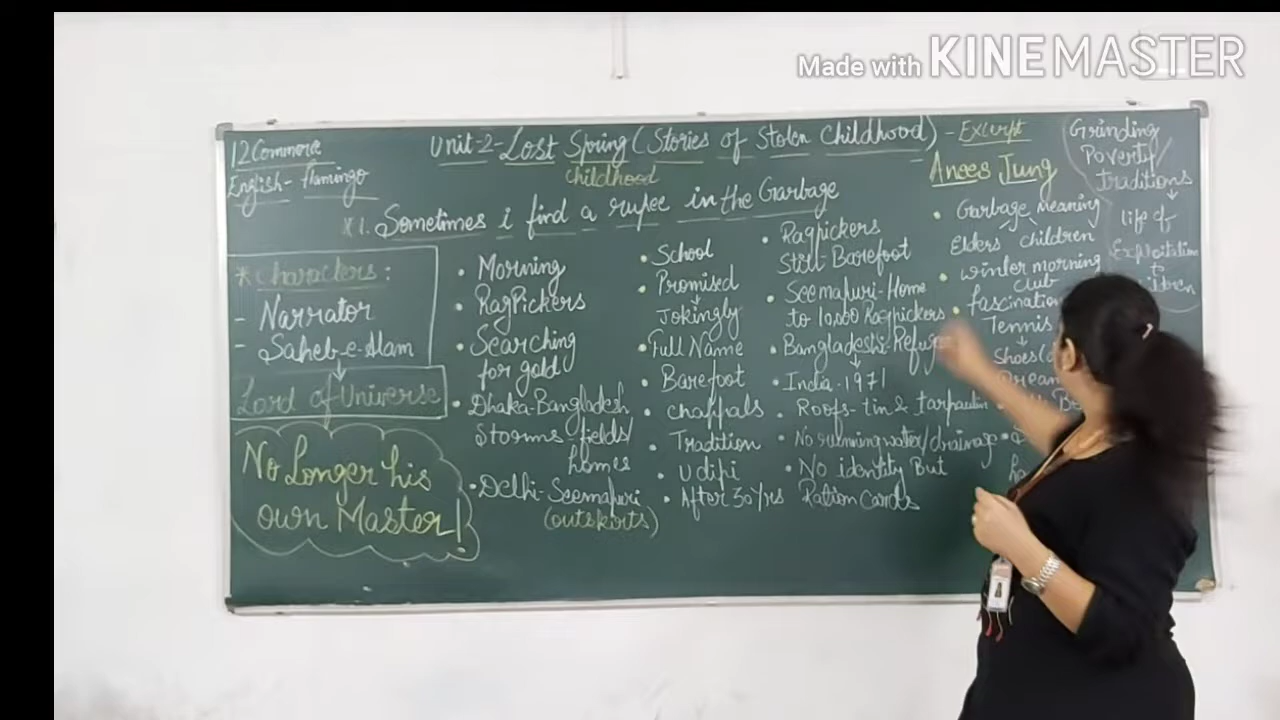 Made with KINEMASTER
12 Commerce
English- flamingo
Unit-2-Lost Spring (Stories of Stolen Childhood) - Excerpt
childhood
Anees Jung
*1. Sometimes i find a rupee in the Garbage
* Characters:
- Narrator
- Saheb-e-Alam
Lord of Universe
No Longer his
own Master!
• Morning
• RagPickers
• Searching
for gold
• Dhaka-Bangladesh
Storms-fields/
homes
• Delhi-Seemapuri
(outskirts)
• School
• Promised
Jokingly
• Full Name
• Barefoot
• chappals
• Tradition
• Udipi
• After 30 Yrs
• Ragpickers
Still-Barefoot
• Seemapuri-Home
to 10,000 Ragpickers
• Bangladeshi-Refugee
• India-1971
• Roofs-tin & tarpaulin
• No running water/drainage
• No identity But
Ration Cards
• Garbage meaning
Elders children
• winter morning
club
• fascination
Tennis
Shoes
Grinding
Poverty/
Traditions
life of
Exploitation
to